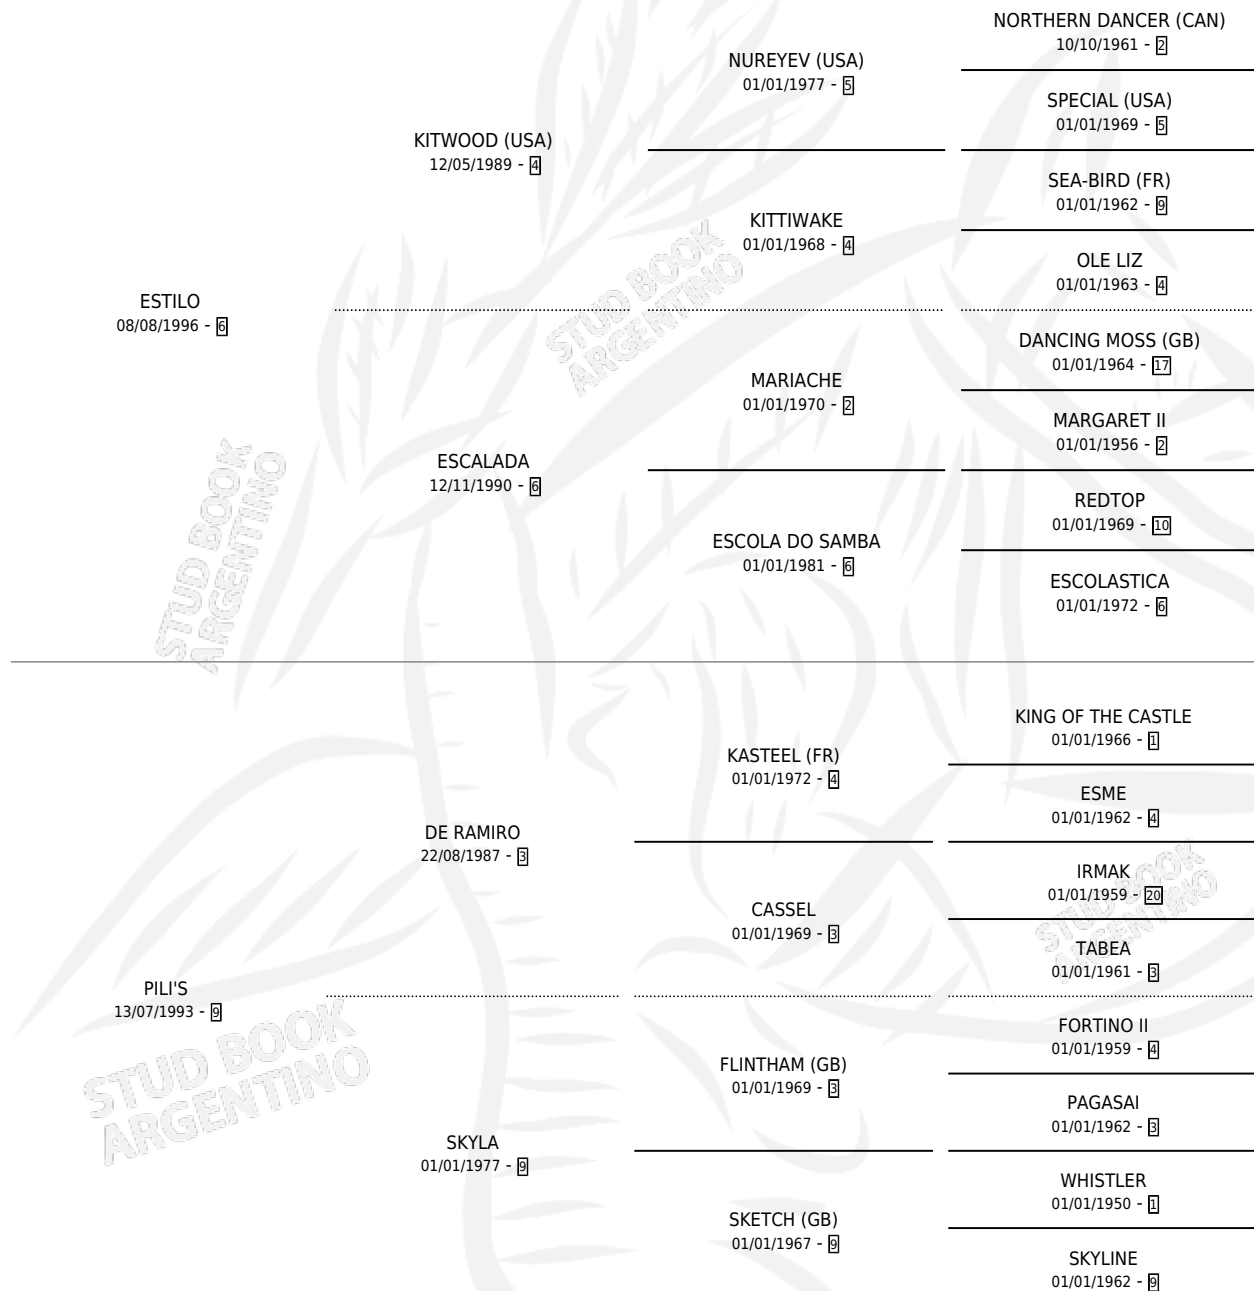 NORTHERN DANCER (CAN)
10/10/1961 - 2
NUREYEV (USA)
01/01/1977 - 5
SPECIAL (USA)
01/01/1969 - 5
KITWOOD (USA)
12/05/1989 - 4
SEA-BIRD (FR)
01/01/1962 - 9
KITTIWAKE
01/01/1968 - 4
OLE LIZ
01/01/1963 - 4
ESTILO
08/08/1996 - 6
DANCING MOSS (GB)
01/01/1964 - 17
MARIACHE
01/01/1970 - 2
MARGARET II
01/01/1956 - 2
ESCALADA
12/11/1990 - 6
REDTOP
01/01/1969 - 10
ESCOLA DO SAMBA
01/01/1981 - 6
ESCOLASTICA
01/01/1972 - 6
STUD BOOK
ARGENTINO
STUD BOOK
ARGENTINO
KING OF THE CASTLE
01/01/1966 - 1
KASTEEL (FR)
01/01/1972 - 4
ESME
01/01/1962 - 4
DE RAMIRO
22/08/1987 - 3
IRMAK
01/01/1959 - 20
CASSEL
01/01/1969 - 3
TABEA
01/01/1961 - 3
STUD BOOK
ARGENTINO
PILI'S
13/07/1993 - 9
FORTINO II
01/01/1959 - 4
FLINTHAM (GB)
01/01/1969 - 3
PAGASAI
01/01/1962 - 3
STUD BOOK
ARGENTINO
SKYLA
01/01/1977 - 9
WHISTLER
01/01/1950 - 1
SKETCH (GB)
01/01/1967 - 9
SKYLINE
01/01/1962 - 9